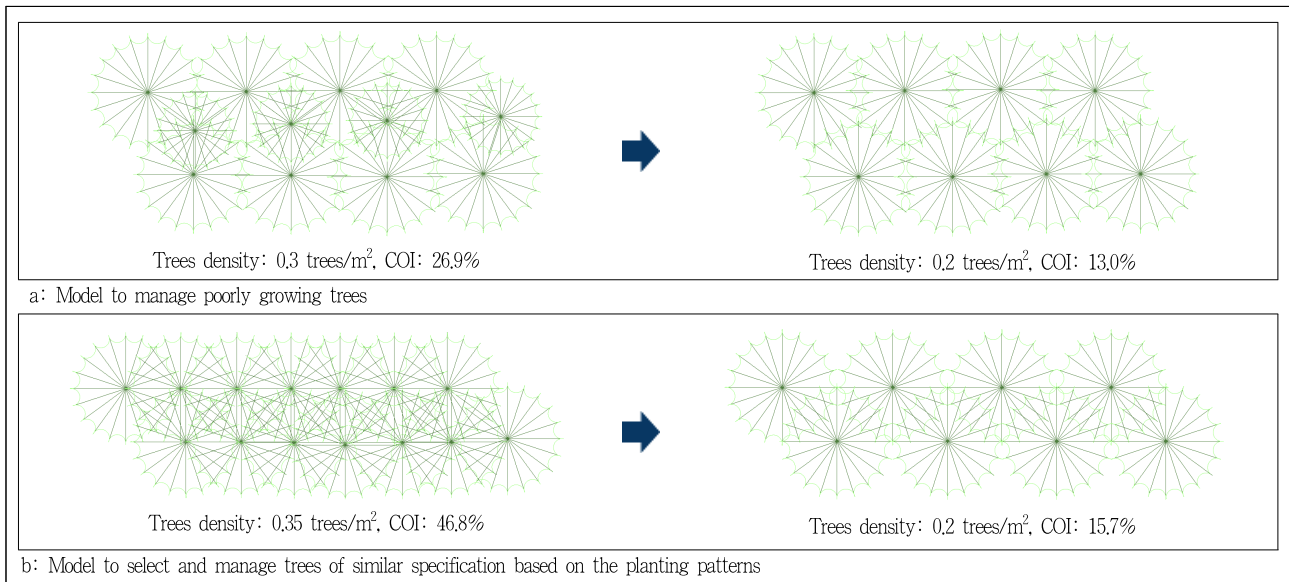 Trees density: 0.3 trees/m², COI: 26.9%
Trees density: 0.2 trees/m², COI: 13.0%
a: Model to manage poorly growing trees
Trees density: 0.35 trees/m², COI: 46.8%
Trees density: 0.2 trees/m², COI: 15.7%
b: Model to select and manage trees of similar specification based on the planting patterns